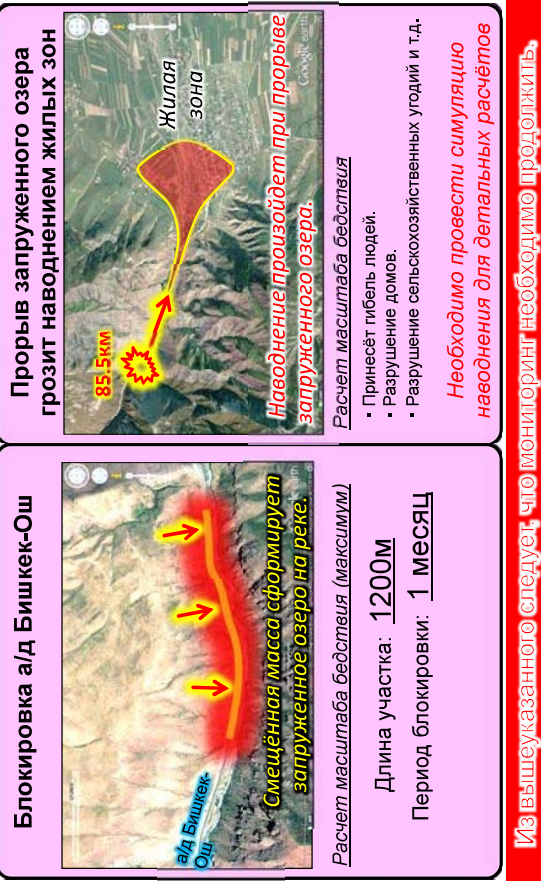 Блокировка а/д Бишкек-Ош
а/д Бишкек-
Ош
Смещённая масса сформирует
запруженное озеро на реке.
Расчет масштаба бедствия (максимум)
Длина участка: 1200м
Период блокировки: 1 месяц
Прорыв запруженного озера
грозит наводнением жилых зон
85.5км
Жилая
зона
Google earth
Наводнение произойдет при прорыве
запруженного озера.
Расчет масштаба бедствия
▪ Принесёт гибель людей.
▪ Разрушение домов.
▪ Разрушение сельскохозяйственных угодий и т.д.
Необходимо провести симуляцию
наводнения для детальных расчётов
Из вышеуказанного следует, что мониторинг необходимо продолжить.